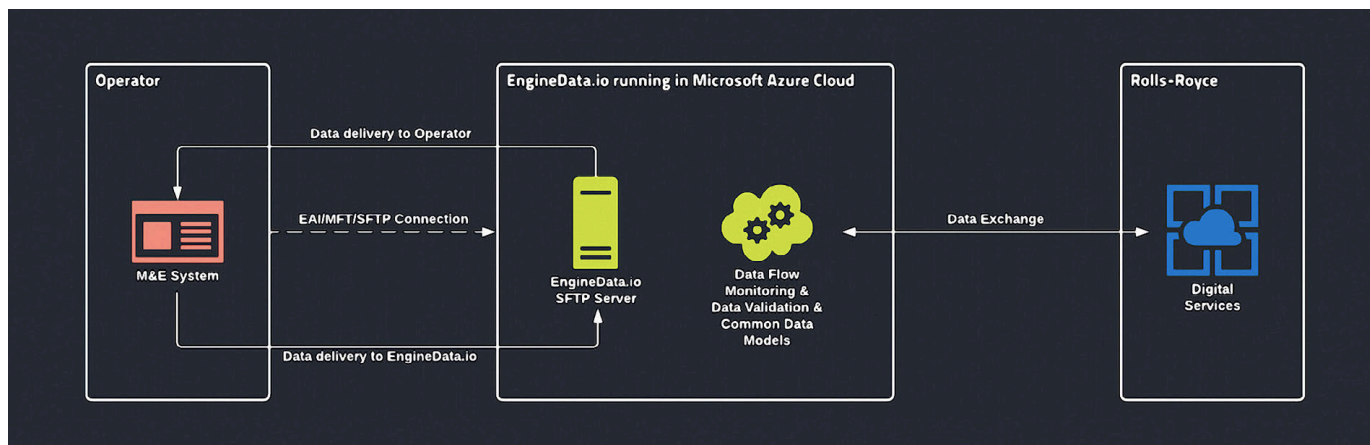 Operator
EngineData.io running in Microsoft Azure Cloud
Rolls-Royce
Data delivery to Operator
EAI/MFT/SFTP Connection
Data Exchange
M&E System
EngineData.io
SFTP Server
Data Flow
Monitoring &
Data Validation &
Common Data
Models
Digital
Services
Data delivery to EngineData.io